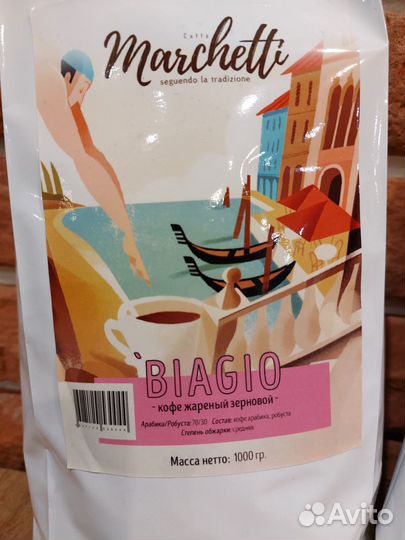 Caffè
Marchetti
seguendo la tradizione
`BIAGIO
- кофе жареный зерновой -
Арабика/Робуста: 70/30 Состав: кофе арабика, робуста
Степень обжарки: средняя
Масса нетто: 1000 гр.
Avito